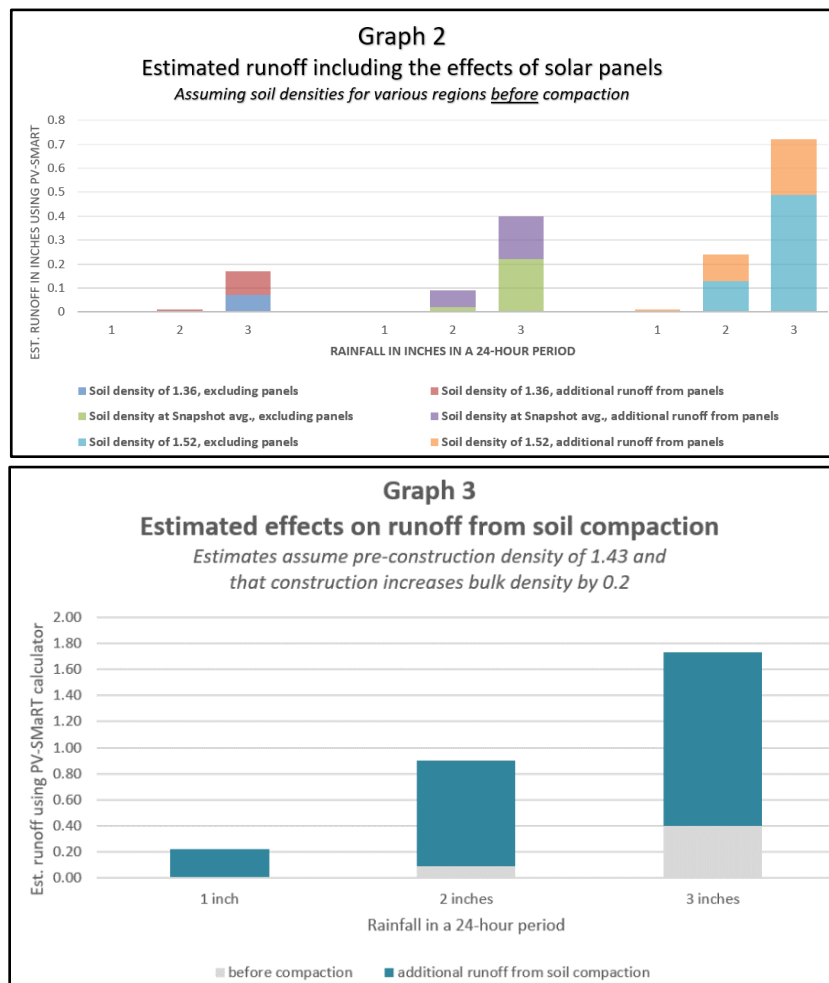 Graph 2
Estimated runoff including the effects of solar panels
Assuming soil densities for various regions before compaction
EST. RUNOFF IN INCHES USING PV-SMART
0.8
0.7
0.6
0.5
0.4
0.3
0.2
0.1
0
1 2 3 1 2 3 1 2 3
RAINFALL IN INCHES IN A 24-HOUR PERIOD
Soil density of 1.36, excluding panels
Soil density of 1.36, additional runoff from panels
Soil density at Snapshot avg., excluding panels
Soil density at Snapshot avg., additional runoff from panels
Soil density of 1.52, excluding panels
Soil density of 1.52, additional runoff from panels
Graph 3
Estimated effects on runoff from soil compaction
Estimates assume pre-construction density of 1.43 and
that construction increases bulk density by 0.2
Est. runoff using PV-SMaRT calculator
2.00
1.80
1.60
1.40
1.20
1.00
0.80
0.60
0.40
0.20
0.00
1 inch 2 inches 3 inches
Rainfall in a 24-hour period
before compaction
additional runoff from soil compaction